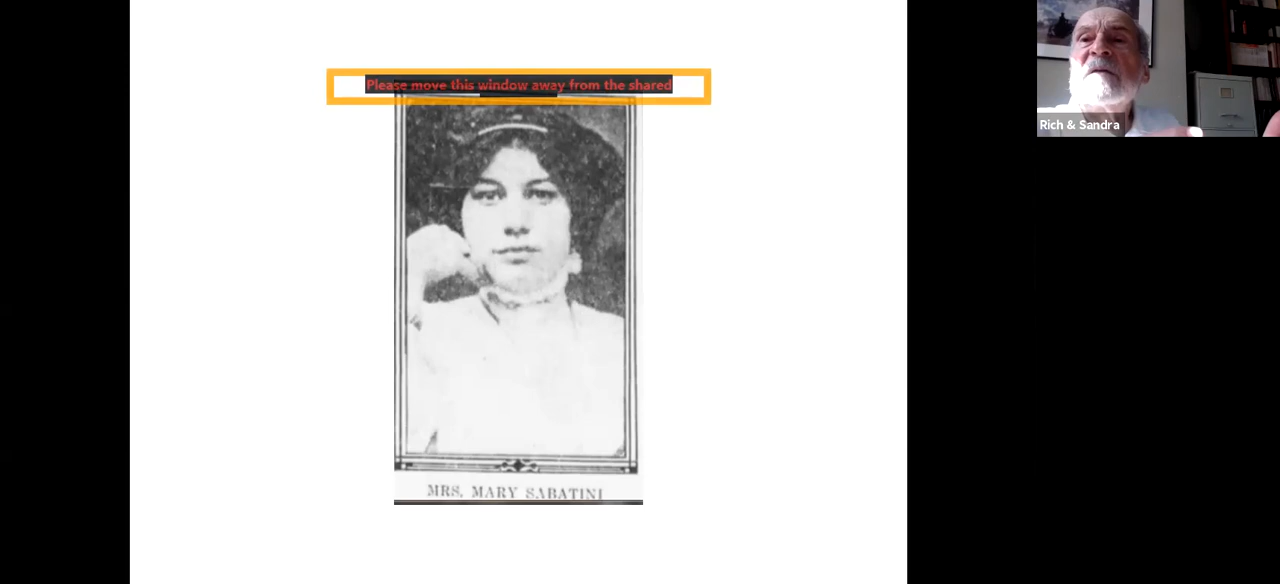 Please move this window away from the shared
Rich & Sandra
MRS. MARY SABATINI